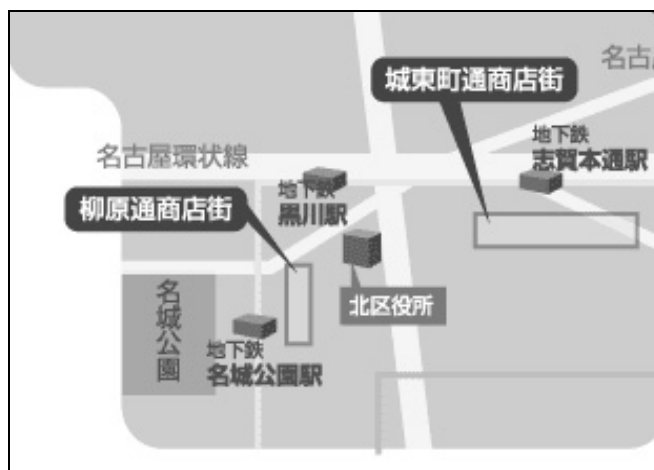 名古
城東町通商店街
地下鉄
志賀本通駅
名古屋環状線
地下鉄
黒川駅
柳原通商店街
北区役所
名城公園
地下鉄
名城公園駅